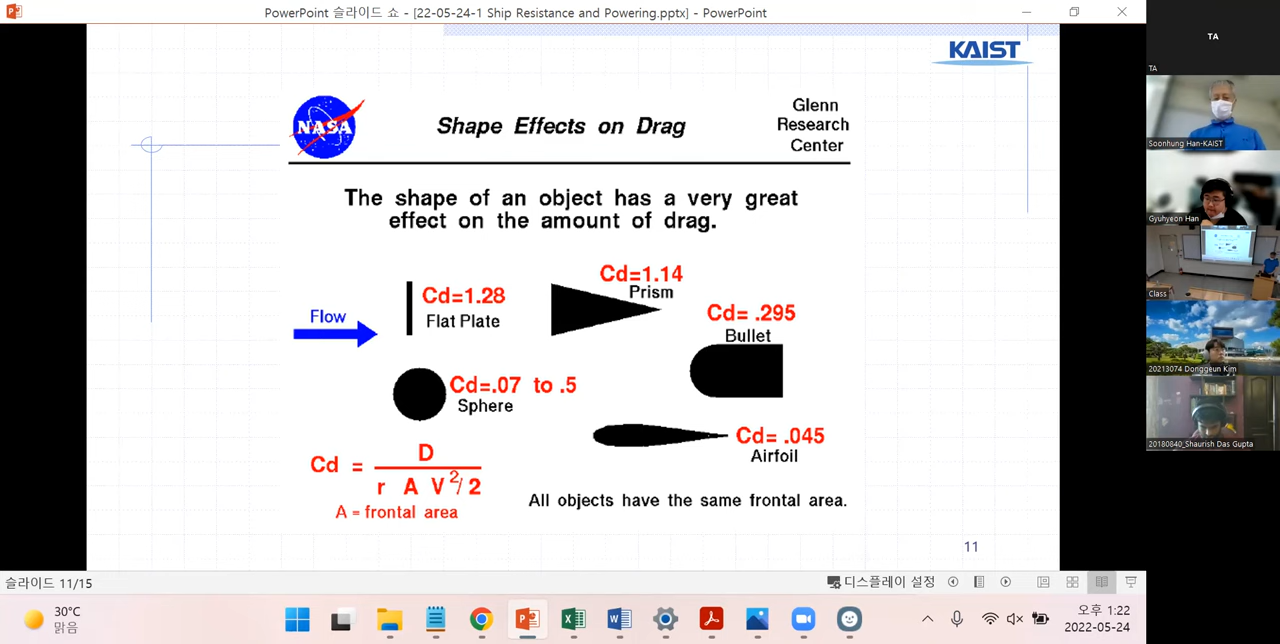 PowerPoint 슬라이드 쇼 - [22-05-24-1 Ship Resistance and Powering.pptx] - PowerPoint
KAIST
NASA
Shape Effects on Drag
Glenn
Research
Center
The shape of an object has a very great
effect on the amount of drag.
Flow
Cd=1.28
Flat Plate
Cd=1.14
Prism
Cd= .295
Bullet
Cd=.07 to .5
Sphere
Cd= .045
Airfoil
Cd = D
r A V²/2
A = frontal area
All objects have the same frontal area.
11
TA
TA
Soonhung Han-KAIST
Gyuhyeon Han
Class
20213074 Donggeun Kim
20180840_Shaurish Das Gupta
슬라이드 11/15
디스플레이 설정
30°C
맑음
오후 1:22
2022-05-24